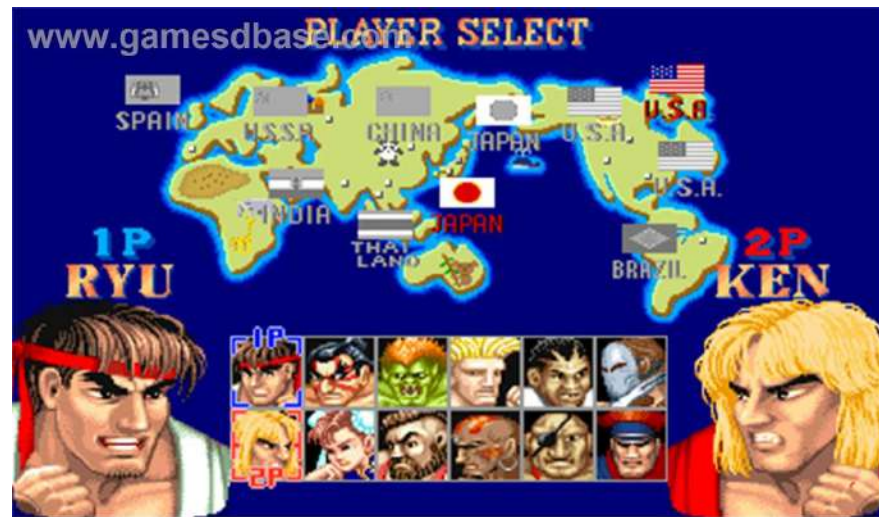 www.gamesdbase.com
PLAYER SELECT
SPAIN
U.S.S.R.
CHINA
JAPAN
U.S.A.
U.S.A
U.S.A.
INDIA
JAPAN
THAI
LAND
BRAZIL
1P
RYU
2P
KEN
1P
2P